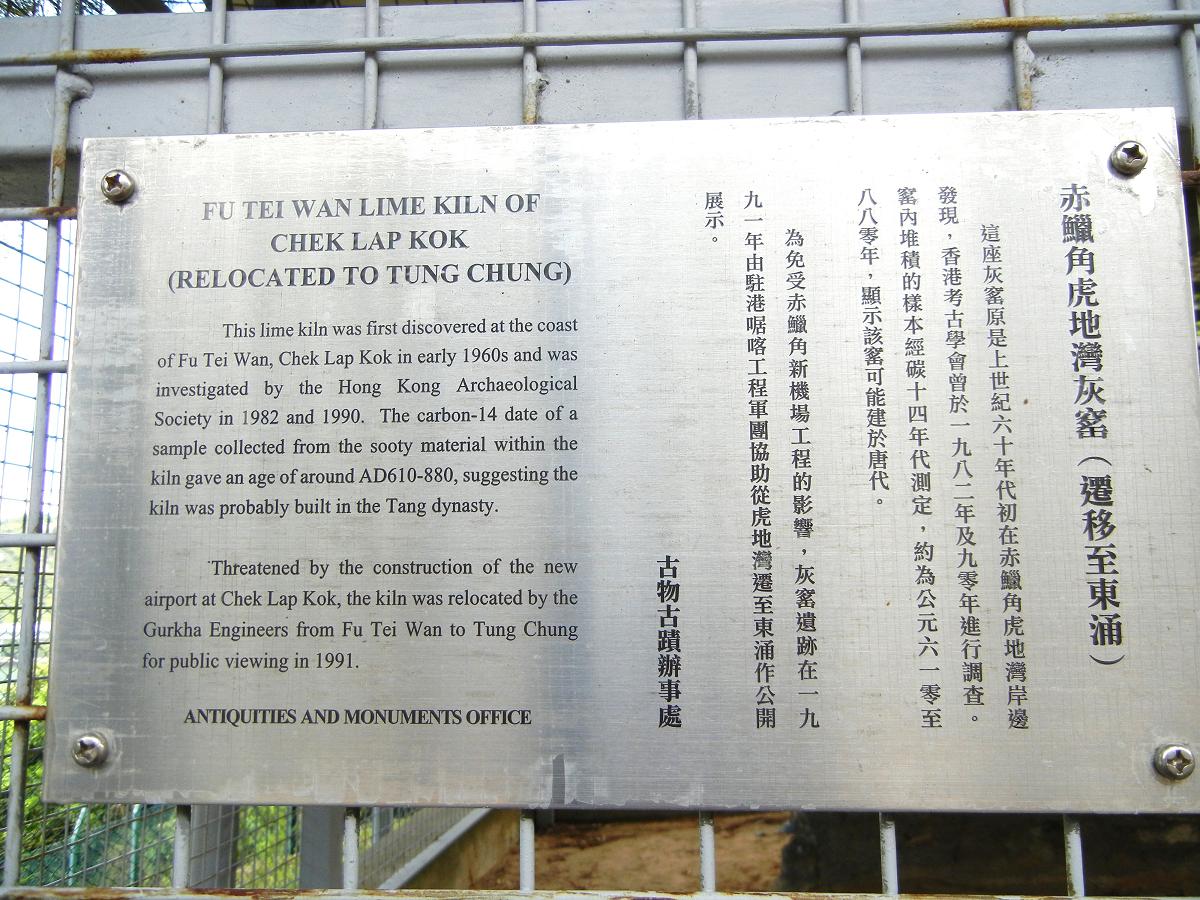 FU TEI WAN LIME KILN OF
CHEK LAP KOK
(RELOCATED TO TUNG CHUNG)
This lime kiln was first discovered at the coast
of Fu Tei Wan, Chek Lap Kok in early 1960s and was
investigated by the Hong Kong Archaeological
Society in 1982 and 1990. The carbon-14 date of a
sample collected from the sooty material within the
kiln gave an age of around AD610-880, suggesting the
kiln was probably built in the Tang dynasty.
Threatened by the construction of the new
airport at Chek Lap Kok, the kiln was relocated by the
Gurkha Engineers from Fu Tei Wan to Tung Chung
for public viewing in 1991.
ANTIQUITIES AND MONUMENTS OFFICE
赤鱲角虎地灣灰窰（遷移至東涌）
這座灰窰原是上世紀六十年代初在赤鱲角虎地灣岸邊
發現，香港考古學會曾於一九八二年及九零年進行調查。
窰內堆積的樣本經碳十四年代測定，約為公元六一零至
八八零年，顯示該窰可能建於唐代。
為免受赤鱲角新機場工程的影響，灰窰遺跡在一九
九一年由駐港啹喀工程軍團協助從虎地灣遷至東涌作公開
展示。
古物古蹟辦事處